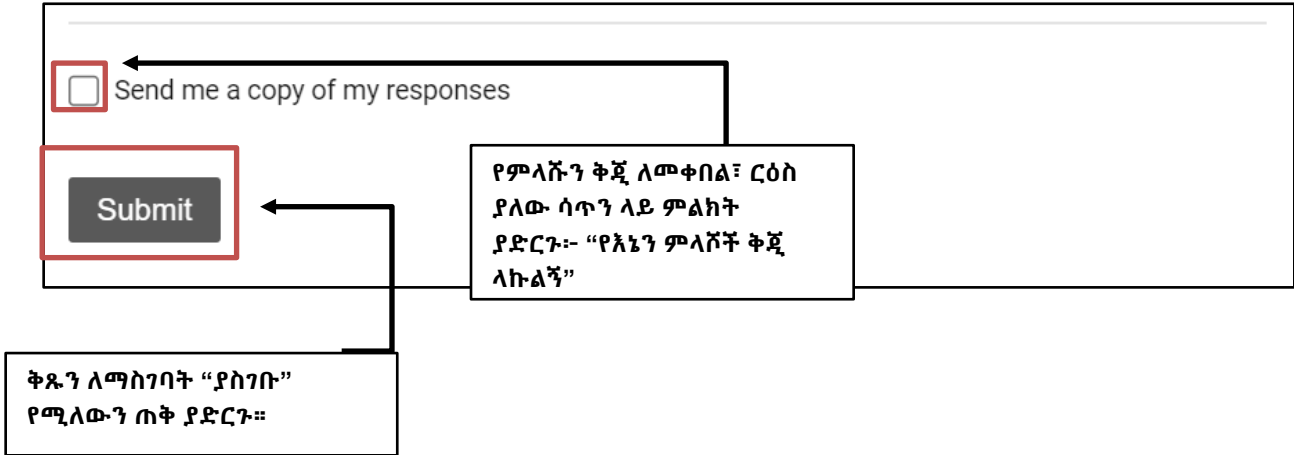 Send me a copy of my responses
Submit
የምላሹን ቅጂ ለመቀበል፣ ርዕስ
ያለው ሳጥን ላይ ምልክት
ያድርጉ፡- “የእኔን ምላሾች ቅጂ
ላኩልኝ”
ቅጹን ለማስገባት “ያስገቡ”
የሚለውን ጠቅ ያድርጉ።